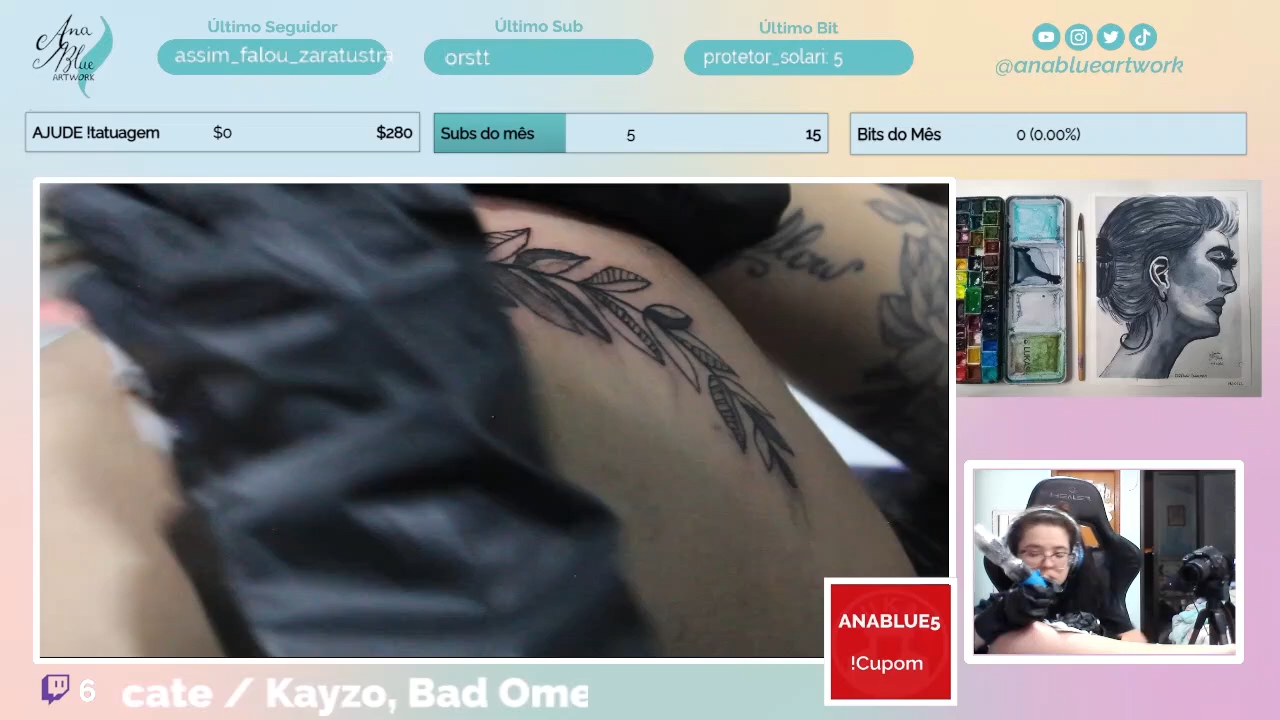 Ana
Blue
ARTWORK
Último Seguidor
assim_falou_zaratustra
Último Sub
orstt
Último Bit
protetor_solari: 5
@anablueartwork
AJUDE !tatuagem $0 $280
Subs do mês 5 15
Bits do Mês 0 (0.00%)
ANABLUE5
!Cupom
6 cate / Kayzo, Bad Ome